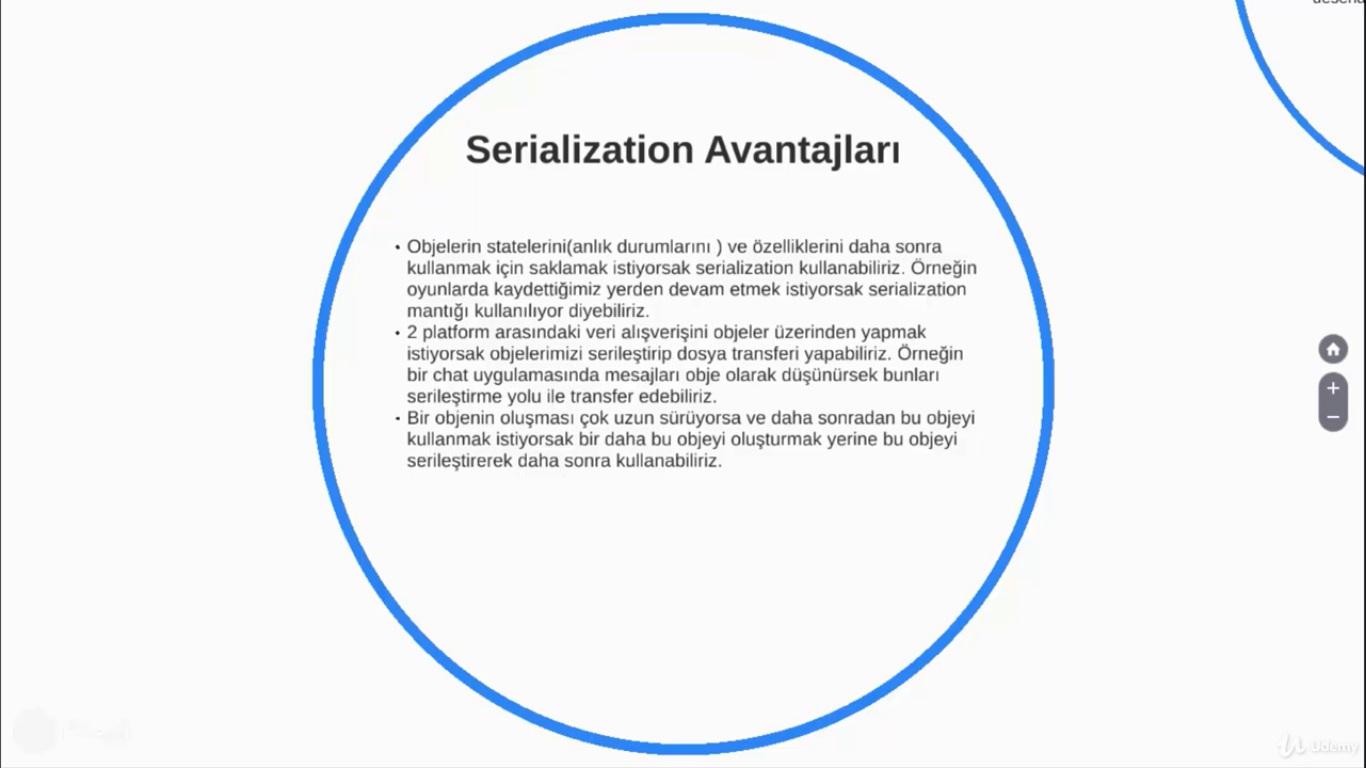 Serialization Avantajları
• Objelerin statelerini(anlık durumlarını ) ve özelliklerini daha sonra
kullanmak için saklamak istiyorsak serialization kullanabiliriz. Örneğin
oyunlarda kaydettiğimiz yerden devam etmek istiyorsak serialization
mantığı kullanılıyor diyebiliriz.
• 2 platform arasındaki veri alışverişini objeler üzerinden yapmak
istiyorsak objelerimizi serileştirip dosya transferi yapabiliriz. Örneğin
bir chat uygulamasında mesajları obje olarak düşünürsek bunları
serileştirme yolu ile transfer edebiliriz.
• Bir objenin oluşması çok uzun sürüyorsa ve daha sonradan bu objeyi
kullanmak istiyorsak bir daha bu objeyi oluşturmak yerine bu objeyi
serileştirerek daha sonra kullanabiliriz.
Udemy